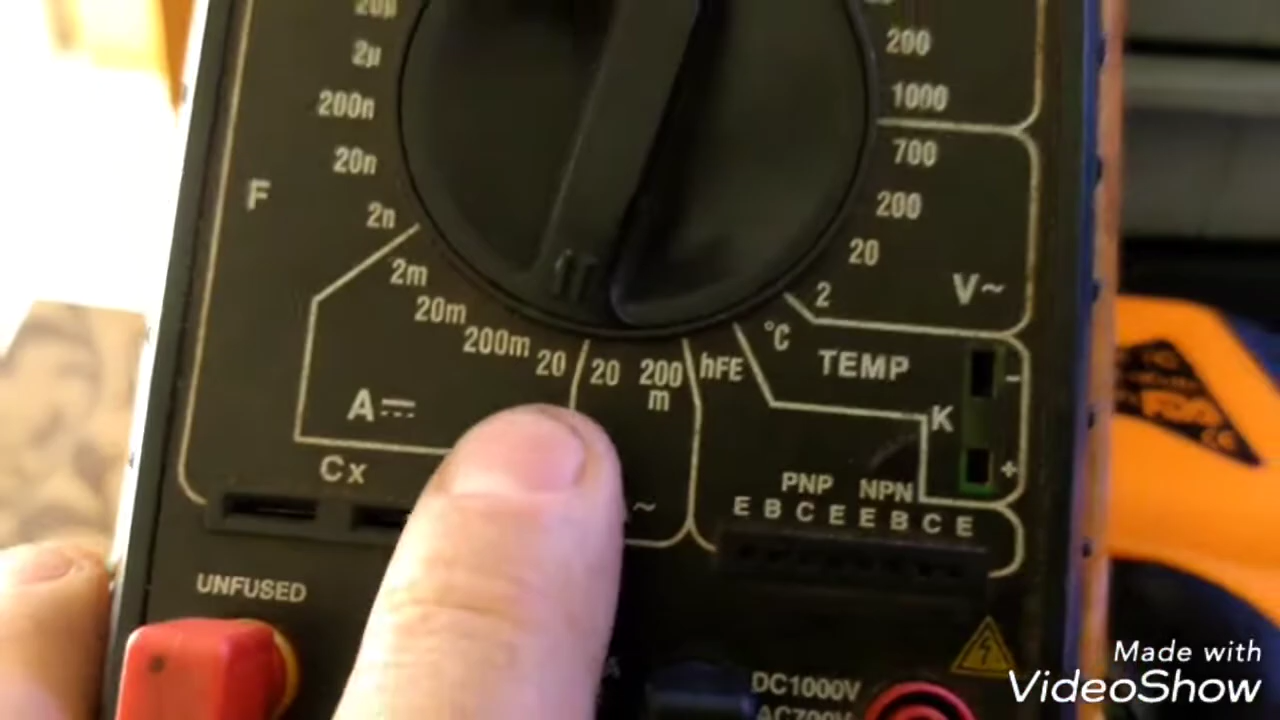 20µ
2µ
200n
20n
2n
F
2m
20m
200m
20
A
Cx
UNFUSED
20
200
m
~
hFE
°C
TEMP
K
−
+
PNP NPN
E B C E E B C E
200
1000
700
200
20
2
V~
DC1000V
AC700V
Made with
VideoShow